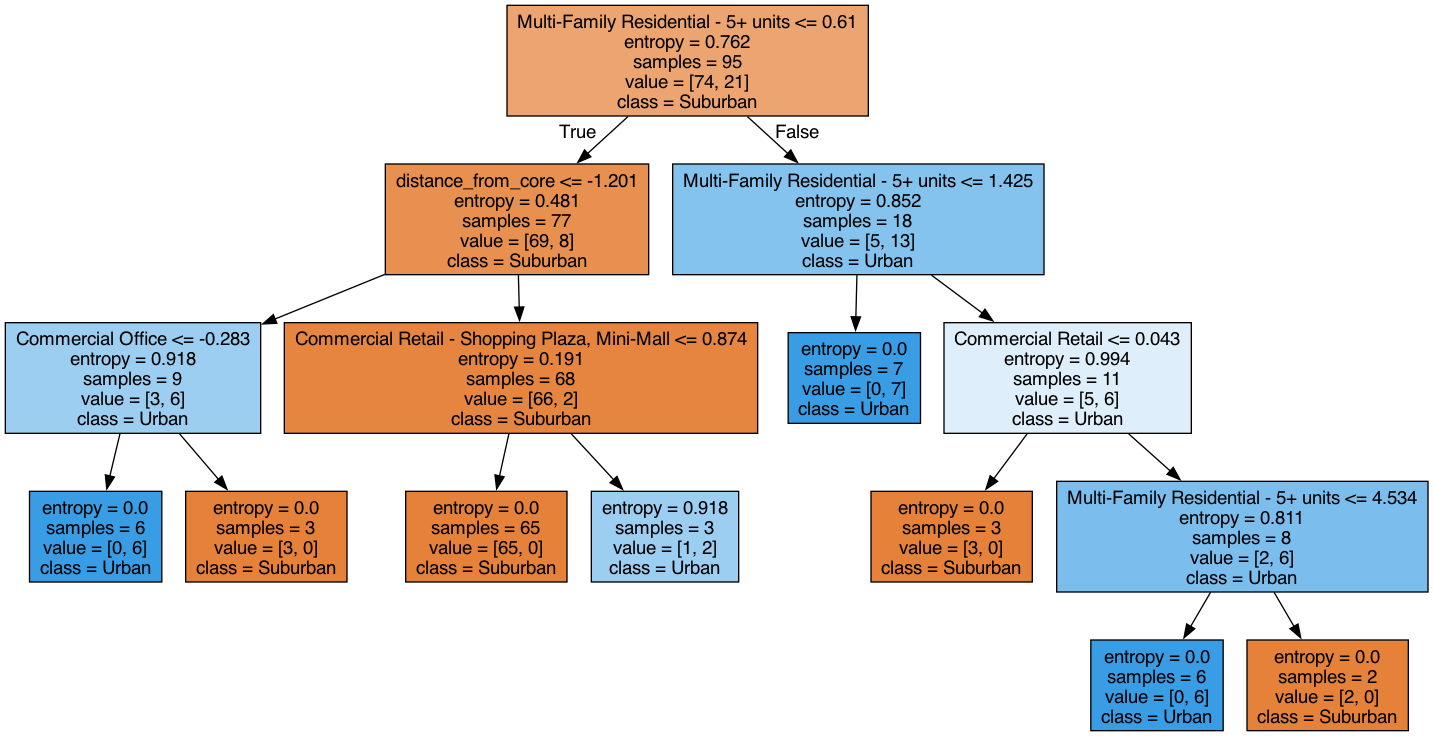 Multi-Family Residential - 5+ units <= 0.61
entropy = 0.762
samples = 95
value = [74, 21]
class = Suburban
True
False
distance_from_core <= -1.201
entropy = 0.481
samples = 77
value = [69, 8]
class = Suburban
Multi-Family Residential - 5+ units <= 1.425
entropy = 0.852
samples = 18
value = [5, 13]
class = Urban
Commercial Office <= -0.283
entropy = 0.918
samples = 9
value = [3, 6]
class = Urban
Commercial Retail - Shopping Plaza, Mini-Mall <= 0.874
entropy = 0.191
samples = 68
value = [66, 2]
class = Suburban
entropy = 0.0
samples = 7
value = [0, 7]
class = Urban
Commercial Retail <= 0.043
entropy = 0.994
samples = 11
value = [5, 6]
class = Urban
entropy = 0.0
samples = 6
value = [0, 6]
class = Urban
entropy = 0.0
samples = 3
value = [3, 0]
class = Suburban
entropy = 0.0
samples = 65
value = [65, 0]
class = Suburban
entropy = 0.918
samples = 3
value = [1, 2]
class = Urban
entropy = 0.0
samples = 3
value = [3, 0]
class = Suburban
Multi-Family Residential - 5+ units <= 4.534
entropy = 0.811
samples = 8
value = [2, 6]
class = Urban
entropy = 0.0
samples = 6
value = [0, 6]
class = Urban
entropy = 0.0
samples = 2
value = [2, 0]
class = Suburban